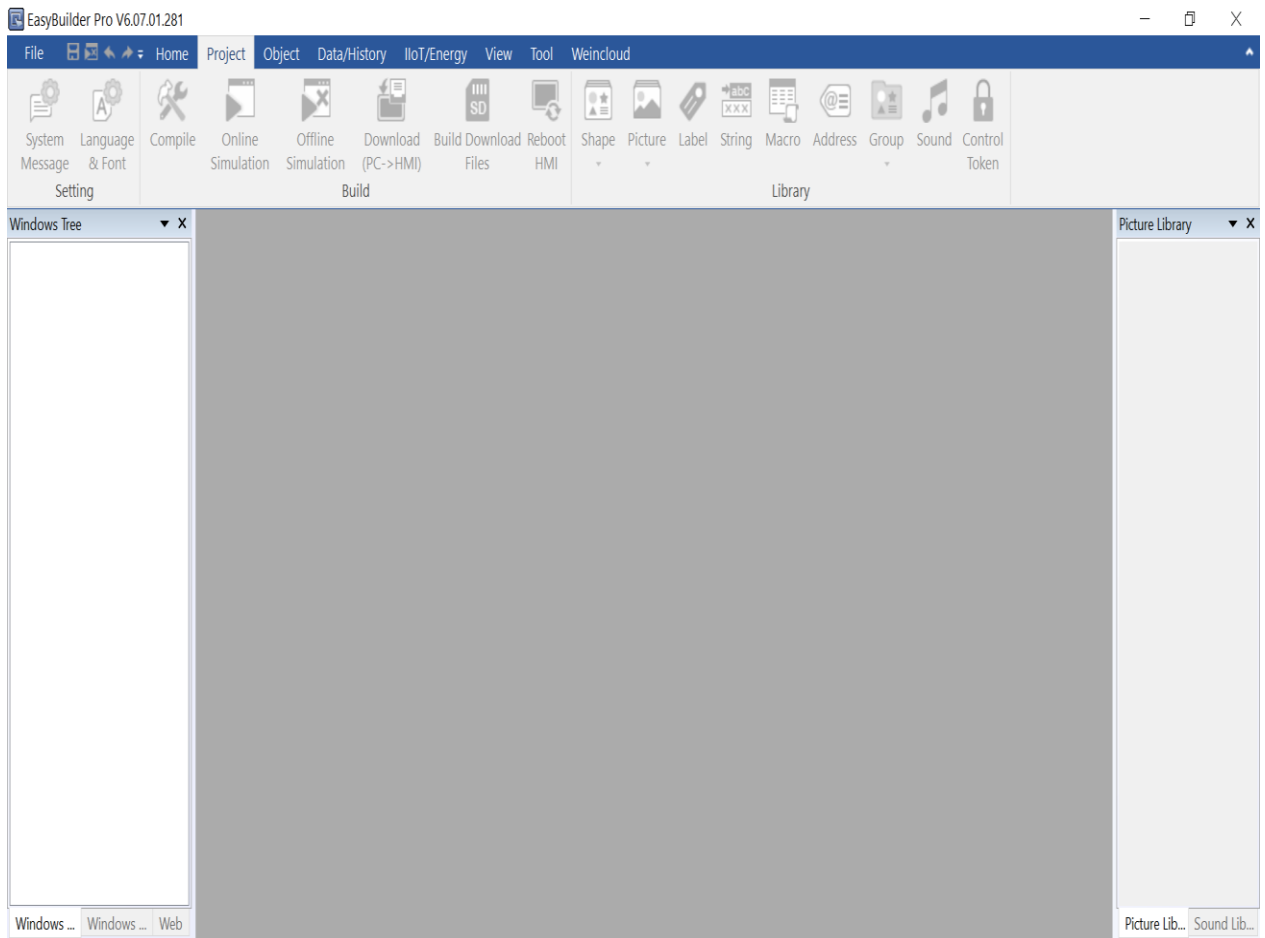 EasyBuilder Pro V6.07.01.281
File Home Project Object Data/History IIoT/Energy View Tool Weincloud
SD abc XXX @
System Message Language & Font Compile Online Simulation Offline Simulation Download (PC->HMI) Build Download Files Reboot HMI Shape Picture Label String Macro Address Group Sound Control Token
Setting Build Library
Windows Tree Picture Library
Windows ... Windows ... Web Picture Lib... Sound Lib...